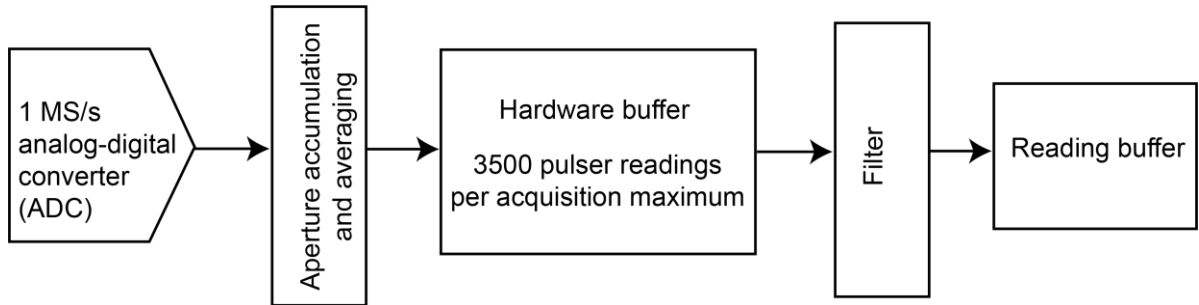 1 MS/s
analog-digital
converter
(ADC)
Aperture accumulation
and averaging
Hardware buffer
3500 pulser readings
per acquisition maximum
Filter
Reading buffer